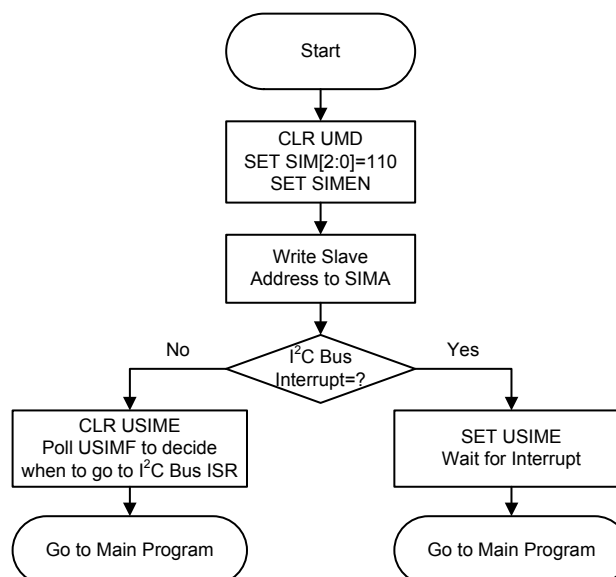 Start
CLR UMD
SET SIM[2:0]=110
SET SIMEN
Write Slave
Address to SIMA
I²C Bus
Interrupt=?
No
Yes
CLR USIME
Poll USIMF to decide
when to go to I²C Bus ISR
SET USIME
Wait for Interrupt
Go to Main Program
Go to Main Program